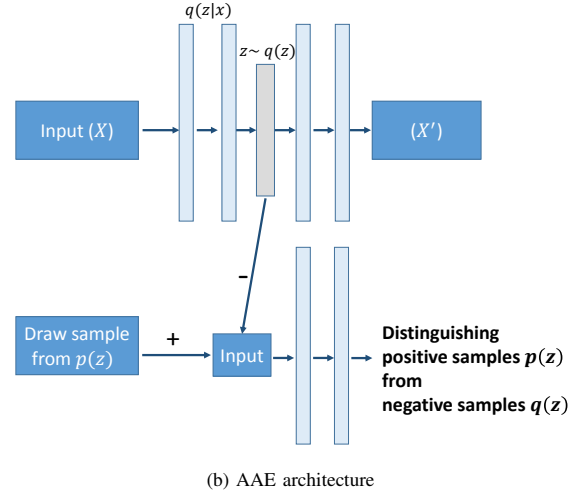 q(z|x)
z~ q(z)
Input (X)
(X′)
-
Draw sample
from p(z)
+
Input
Distinguishing
positive samples p(z)
from
negative samples q(z)
(b) AAE architecture